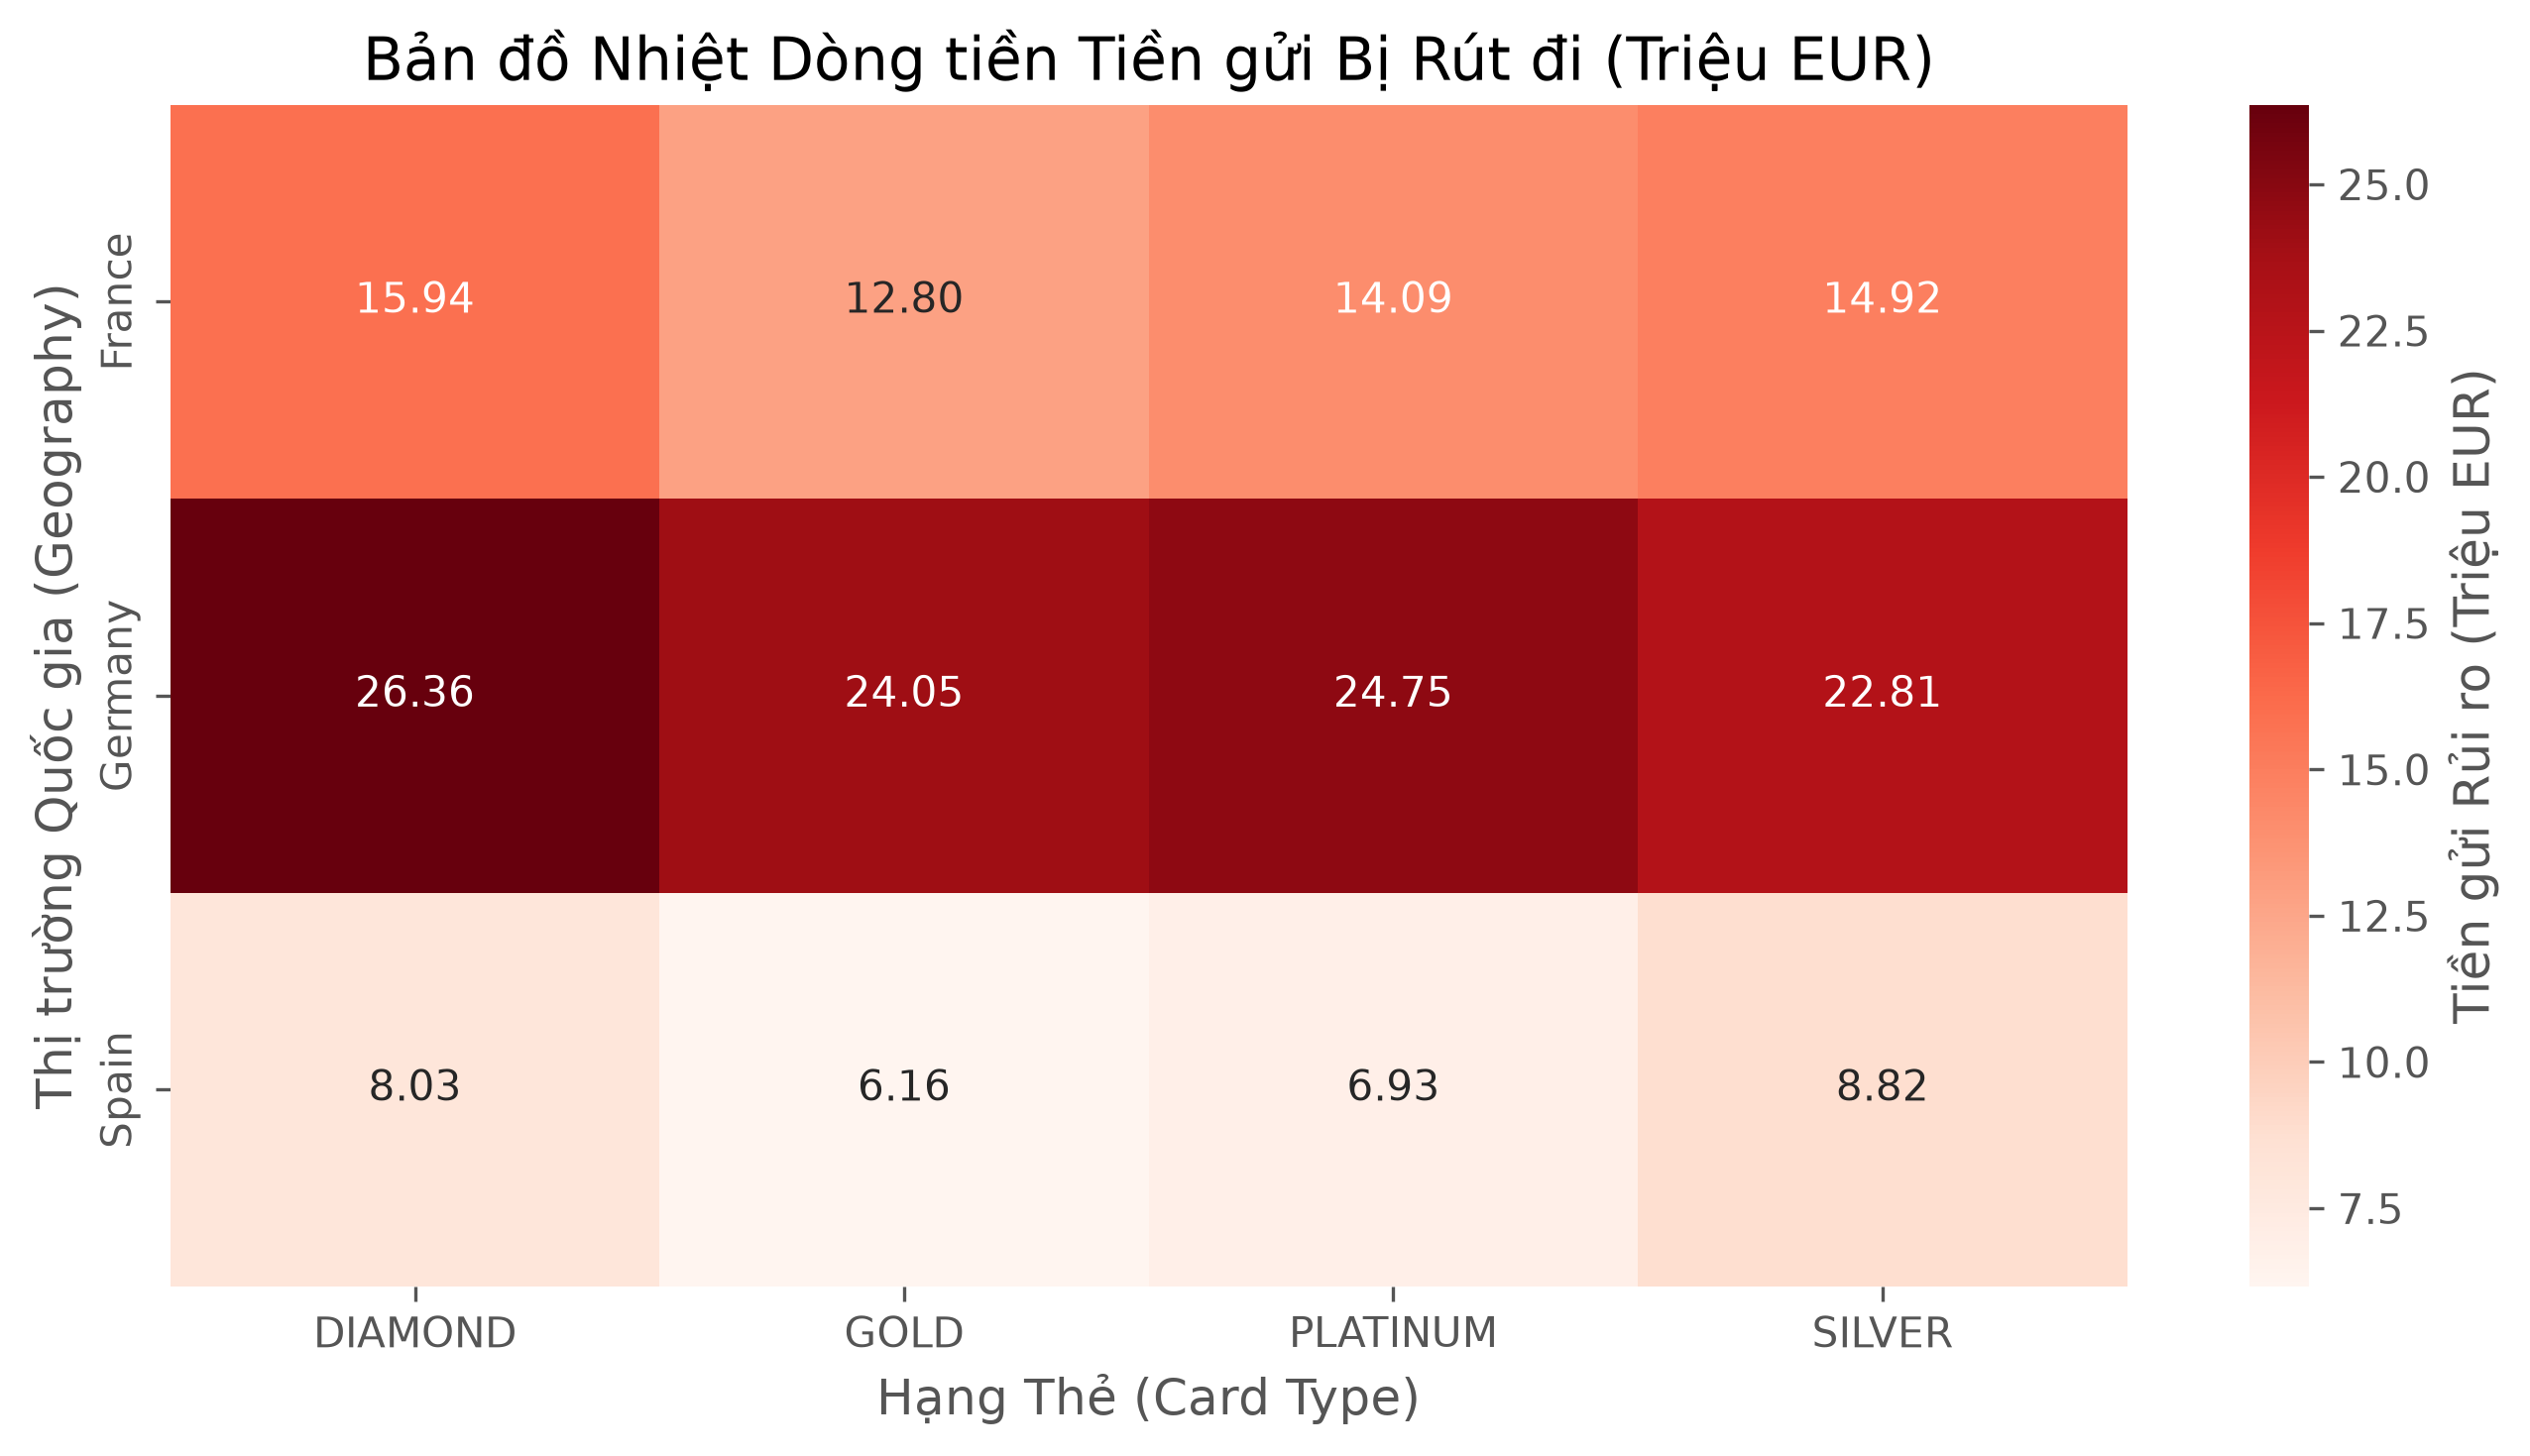 Bản đồ Nhiệt Dòng tiền Tiền gửi Bị Rút đi (Triệu EUR)
Thị trường Quốc gia (Geography)
France
15.94 12.80 14.09 14.92
Germany
26.36 24.05 24.75 22.81
Spain
8.03 6.16 6.93 8.82
DIAMOND GOLD PLATINUM SILVER
Hạng Thẻ (Card Type)
25.0
22.5
20.0
17.5
15.0
12.5
10.0
7.5
Tiền gửi Rủi ro (Triệu EUR)